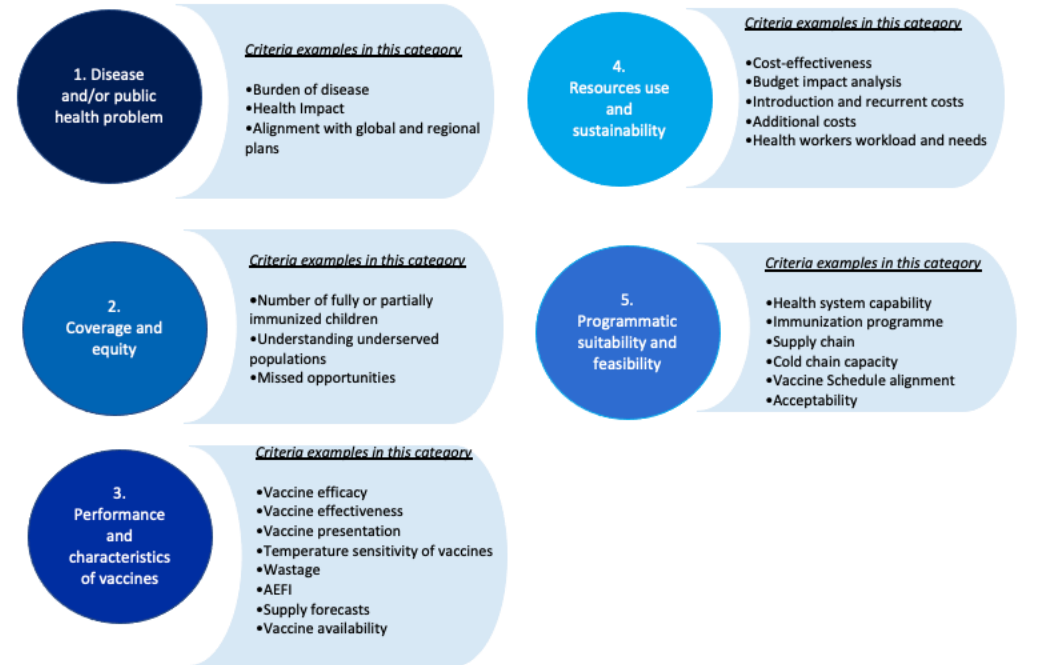 1. Disease
and/or public
health problem
Criteria examples in this category
•Burden of disease
•Health Impact
•Alignment with global and regional
plans
2.
Coverage and
equity
Criteria examples in this category
•Number of fully or partially
immunized children
•Understanding underserved
populations
•Missed opportunities
3.
Performance
and
characteristics
of vaccines
Criteria examples in this category
•Vaccine efficacy
•Vaccine effectiveness
•Vaccine presentation
•Temperature sensitivity of vaccines
•Wastage
•AEFI
•Supply forecasts
•Vaccine availability
4.
Resources use
and
sustainability
Criteria examples in this category
•Cost-effectiveness
•Budget impact analysis
•Introduction and recurrent costs
•Additional costs
•Health workers workload and needs
5.
Programmatic
suitability and
feasibility
Criteria examples in this category
•Health system capability
•Immunization programme
•Supply chain
•Cold chain capacity
•Vaccine Schedule alignment
•Acceptability